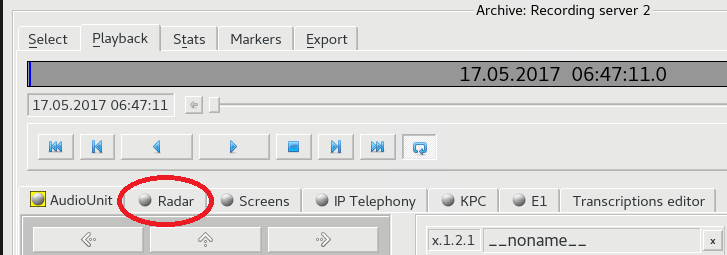 Archive: Recording server 2
Select Playback Stats Markers Export
17.05.2017 06:47:11.0
17.05.2017 06:47:11
AudioUnit Radar Screens IP Telephony KPC E1 Transcriptions editor
x.1.2.1 __noname__ x